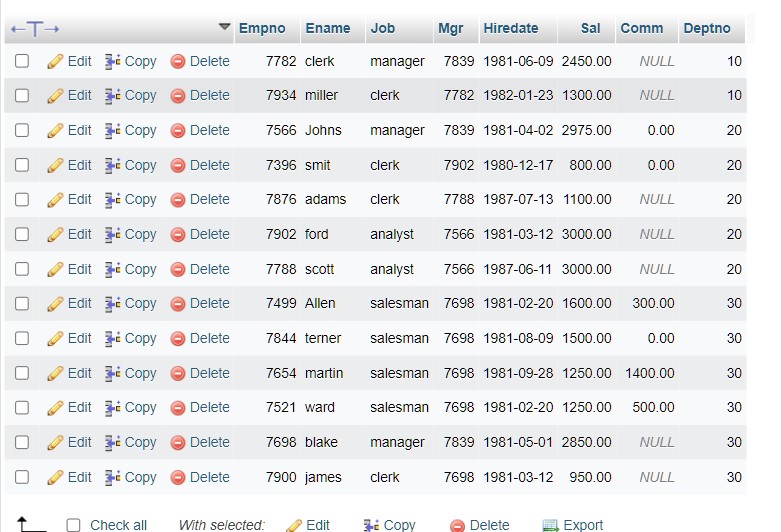 Empno Ename Job Mgr Hiredate Sal Comm Deptno
Edit Copy Delete 7782 clerk manager 7839 1981-06-09 2450.00 NULL 10
Edit Copy Delete 7934 miller clerk 7782 1982-01-23 1300.00 NULL 10
Edit Copy Delete 7566 Johns manager 7839 1981-04-02 2975.00 0.00 20
Edit Copy Delete 7396 smit clerk 7902 1980-12-17 800.00 0.00 20
Edit Copy Delete 7876 adams clerk 7788 1987-07-13 1100.00 NULL 20
Edit Copy Delete 7902 ford analyst 7566 1981-03-12 3000.00 NULL 20
Edit Copy Delete 7788 scott analyst 7566 1987-06-11 3000.00 NULL 20
Edit Copy Delete 7499 Allen salesman 7698 1981-02-20 1600.00 300.00 30
Edit Copy Delete 7844 terner salesman 7698 1981-08-09 1500.00 0.00 30
Edit Copy Delete 7654 martin salesman 7698 1981-09-28 1250.00 1400.00 30
Edit Copy Delete 7521 ward salesman 7698 1981-02-20 1250.00 500.00 30
Edit Copy Delete 7698 blake manager 7839 1981-05-01 2850.00 NULL 30
Edit Copy Delete 7900 james clerk 7698 1981-03-12 950.00 NULL 30
Check all With selected: Edit Copy Delete Export